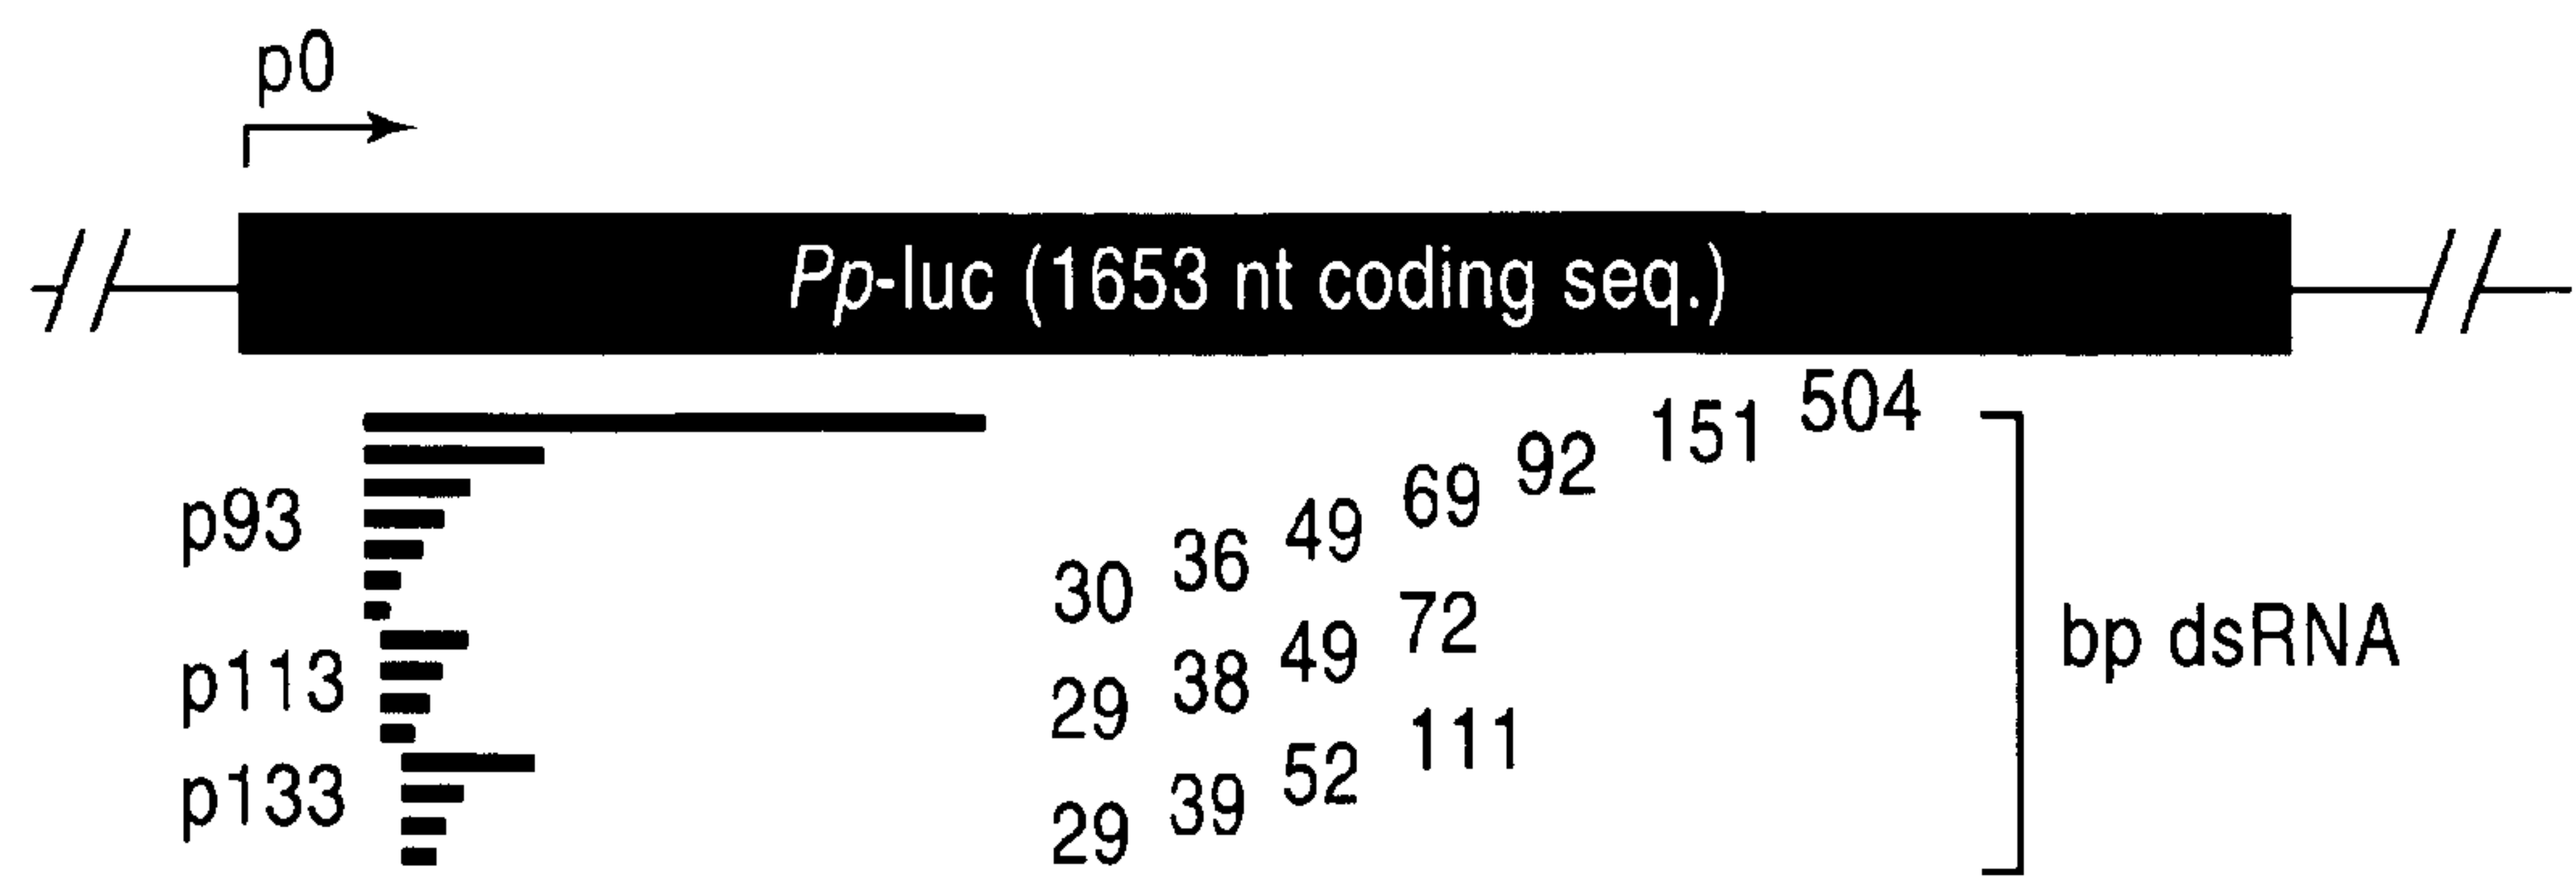 p0
Pp-luc (1653 nt coding seq.)
504
151
92
p93
69
49
36
30
p113
72
49
38
29
p133
111
52
39
29
bp dsRNA